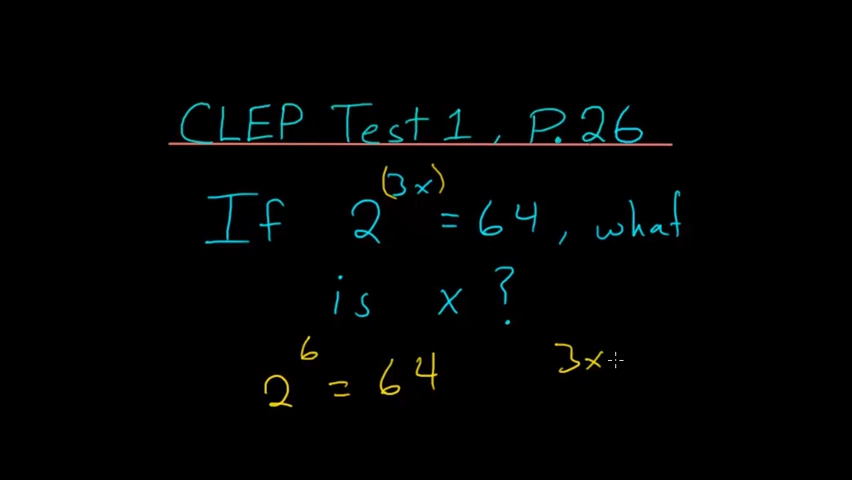 CLEP Test 1, P.26
If 2^(3x) = 64, what
is x?
2^6 = 64 3x